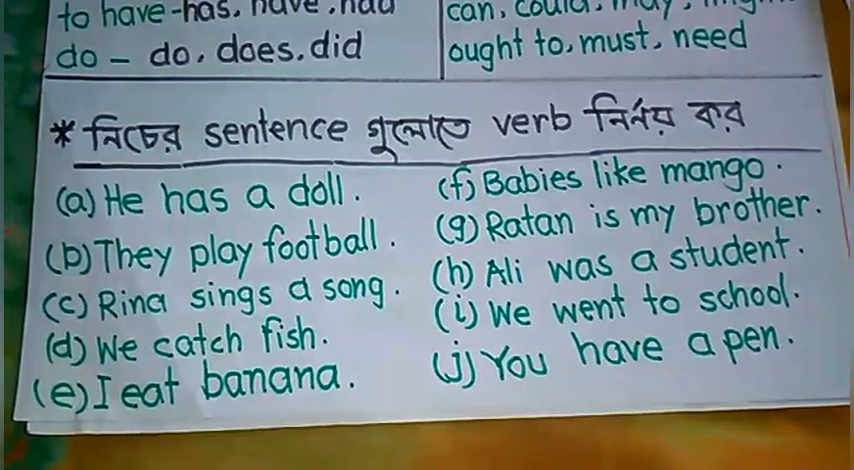 to have-has, have, had
do - do, does, did
can, could, may,
ought to, must, need
* নিচের sentence গুলোতে verb নির্ণয় কর
(a) He has a doll.
(b) They play football.
(c) Rina sings a song.
(d) We catch fish.
(e) I eat banana.
(f) Babies like mango.
(g) Ratan is my brother.
(h) Ali was a student.
(i) We went to school.
(j) You have a pen.